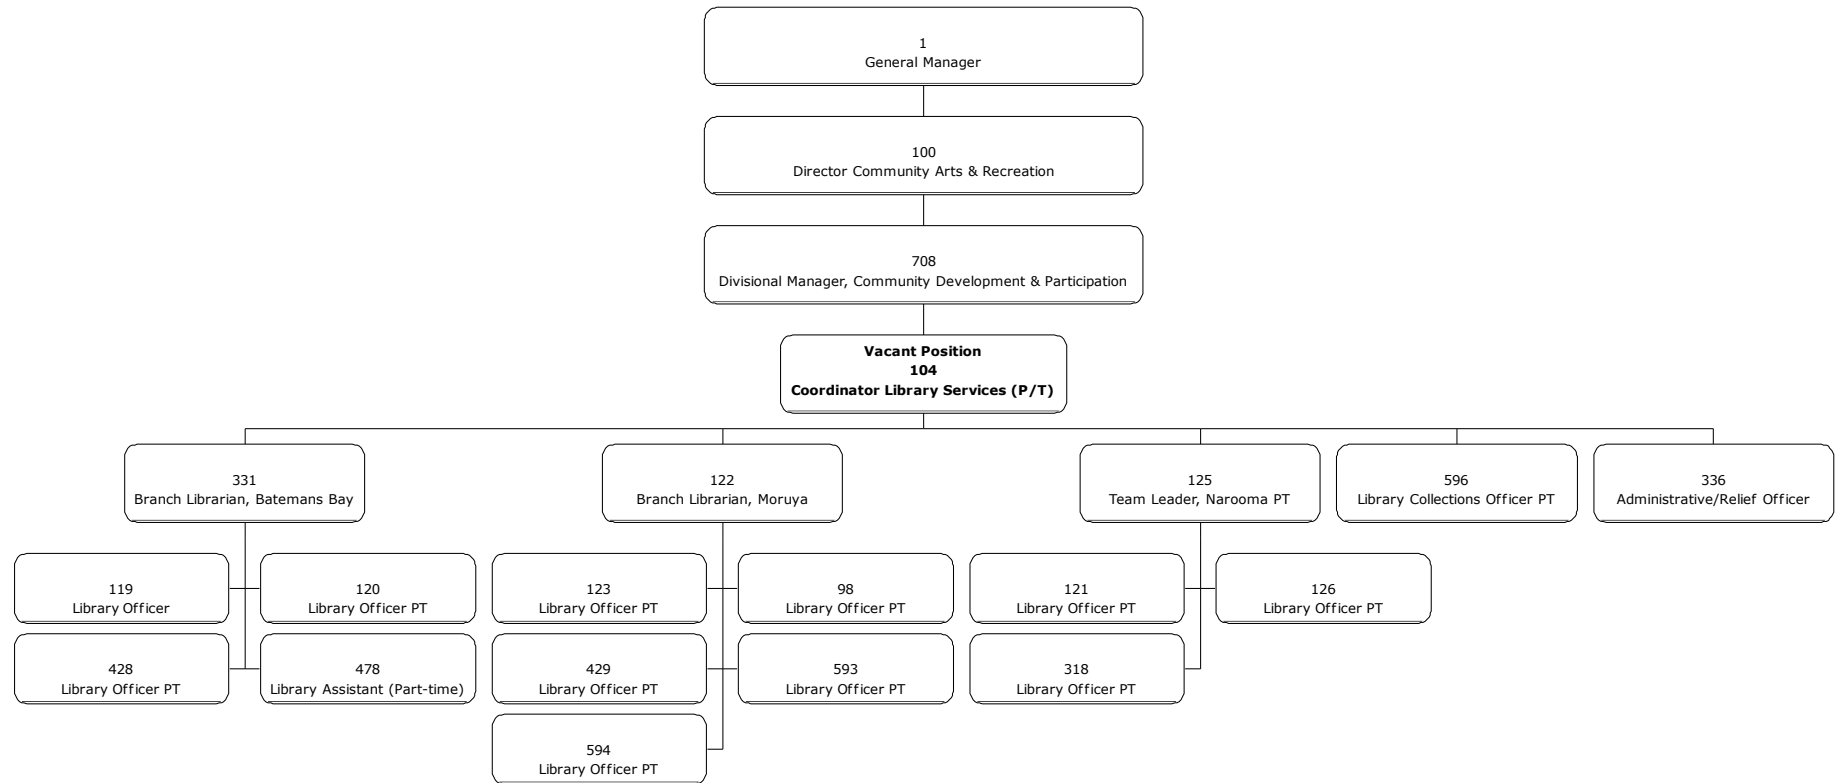 1
General Manager
100
Director Community Arts & Recreation
708
Divisional Manager, Community Development & Participation
Vacant Position
104
Coordinator Library Services (P/T)
331
Branch Librarian, Batemans Bay
122
Branch Librarian, Moruya
125
Team Leader, Narooma PT
596
Library Collections Officer PT
336
Administrative/Relief Officer
119
Library Officer
120
Library Officer PT
123
Library Officer PT
98
Library Officer PT
121
Library Officer PT
126
Library Officer PT
428
Library Officer PT
478
Library Assistant (Part-time)
429
Library Officer PT
593
Library Officer PT
318
Library Officer PT
594
Library Officer PT